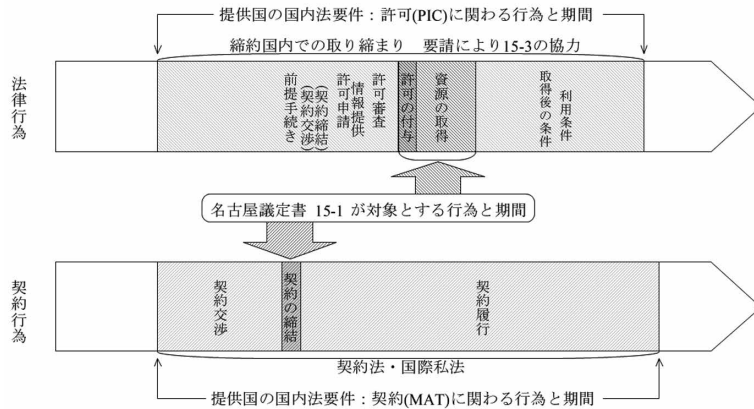 提供国の国内法要件：許可(PIC)に関わる行為と期間
締約国内での取り締まり　要請により15-3の協力
法律行為
前提手続き
(契約交渉)
(契約締結)
許可申請
情報提供
許可審査
許可の付与
資源の取得
取得後の条件
利用条件
名古屋議定書 15-1 が対象とする行為と期間
契約行為
契約交渉
契約の締結
契約履行
契約法・国際私法
提供国の国内法要件：契約(MAT)に関わる行為と期間